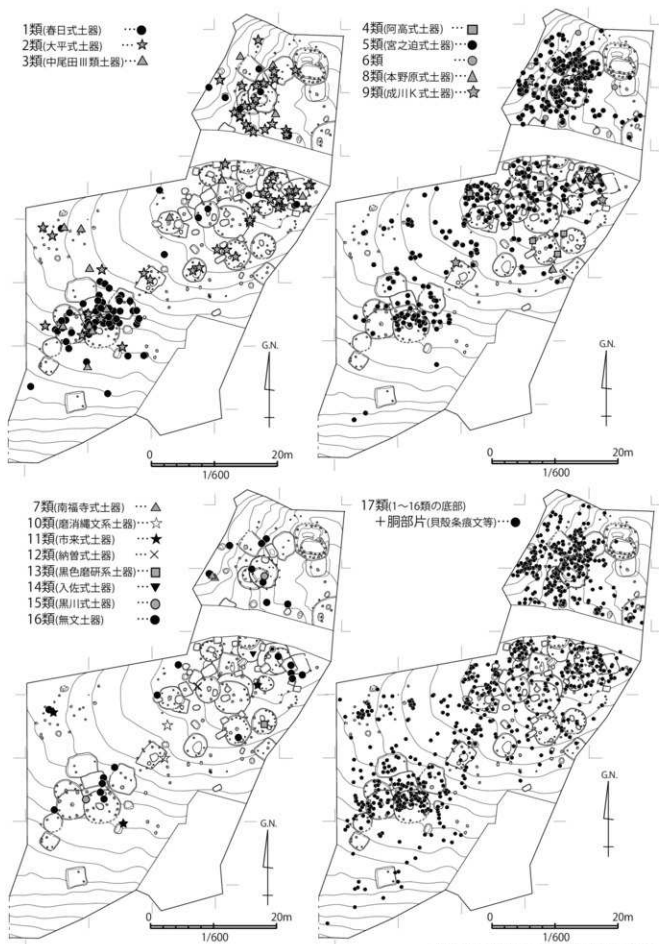 1類(春日式土器) …●
2類(大平式土器) …★
3類(中尾田Ⅲ類土器) …▲
G.N.
0 20m
1/600
4類(阿高式土器) …■
5類(宮之迫式土器) …●
6類 …●
8類(本野原式土器) …▲
9類(成川K式土器) …★
G.N.
0 20m
1/600
7類(南福寺式土器) …▲
10類(磨消縄文系土器) …☆
11類(市来式土器) …★
12類(納曽式土器) …×
13類(黒色磨研系土器) …■
14類(入佐式土器) …▼
15類(黒川式土器) …●
16類(無文土器) …●
G.N.
0 20m
1/600
17類(1〜16類の底部)
+胴部片(貝殻条痕文等) …●
G.N.
0 20m
1/600